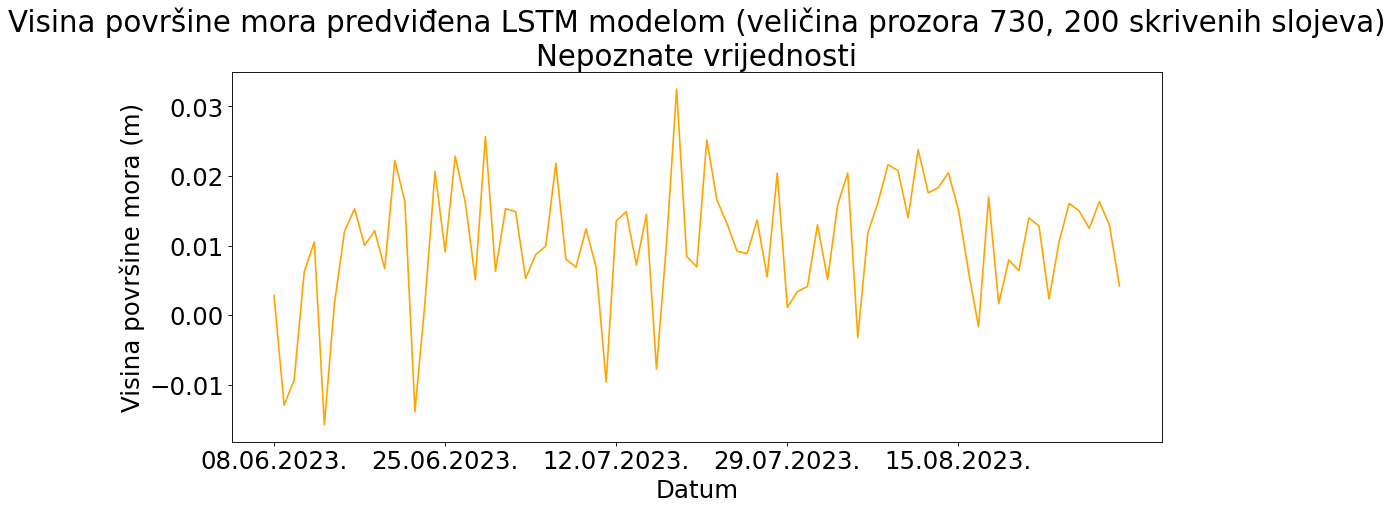 Visina površine mora predviđena LSTM modelom (veličina prozora 730, 200 skrivenih slojeva)
Nepoznate vrijednosti
Visina površine mora (m)
0.03
0.02
0.01
0.00
−0.01
08.06.2023. 25.06.2023. 12.07.2023. 29.07.2023. 15.08.2023.
Datum